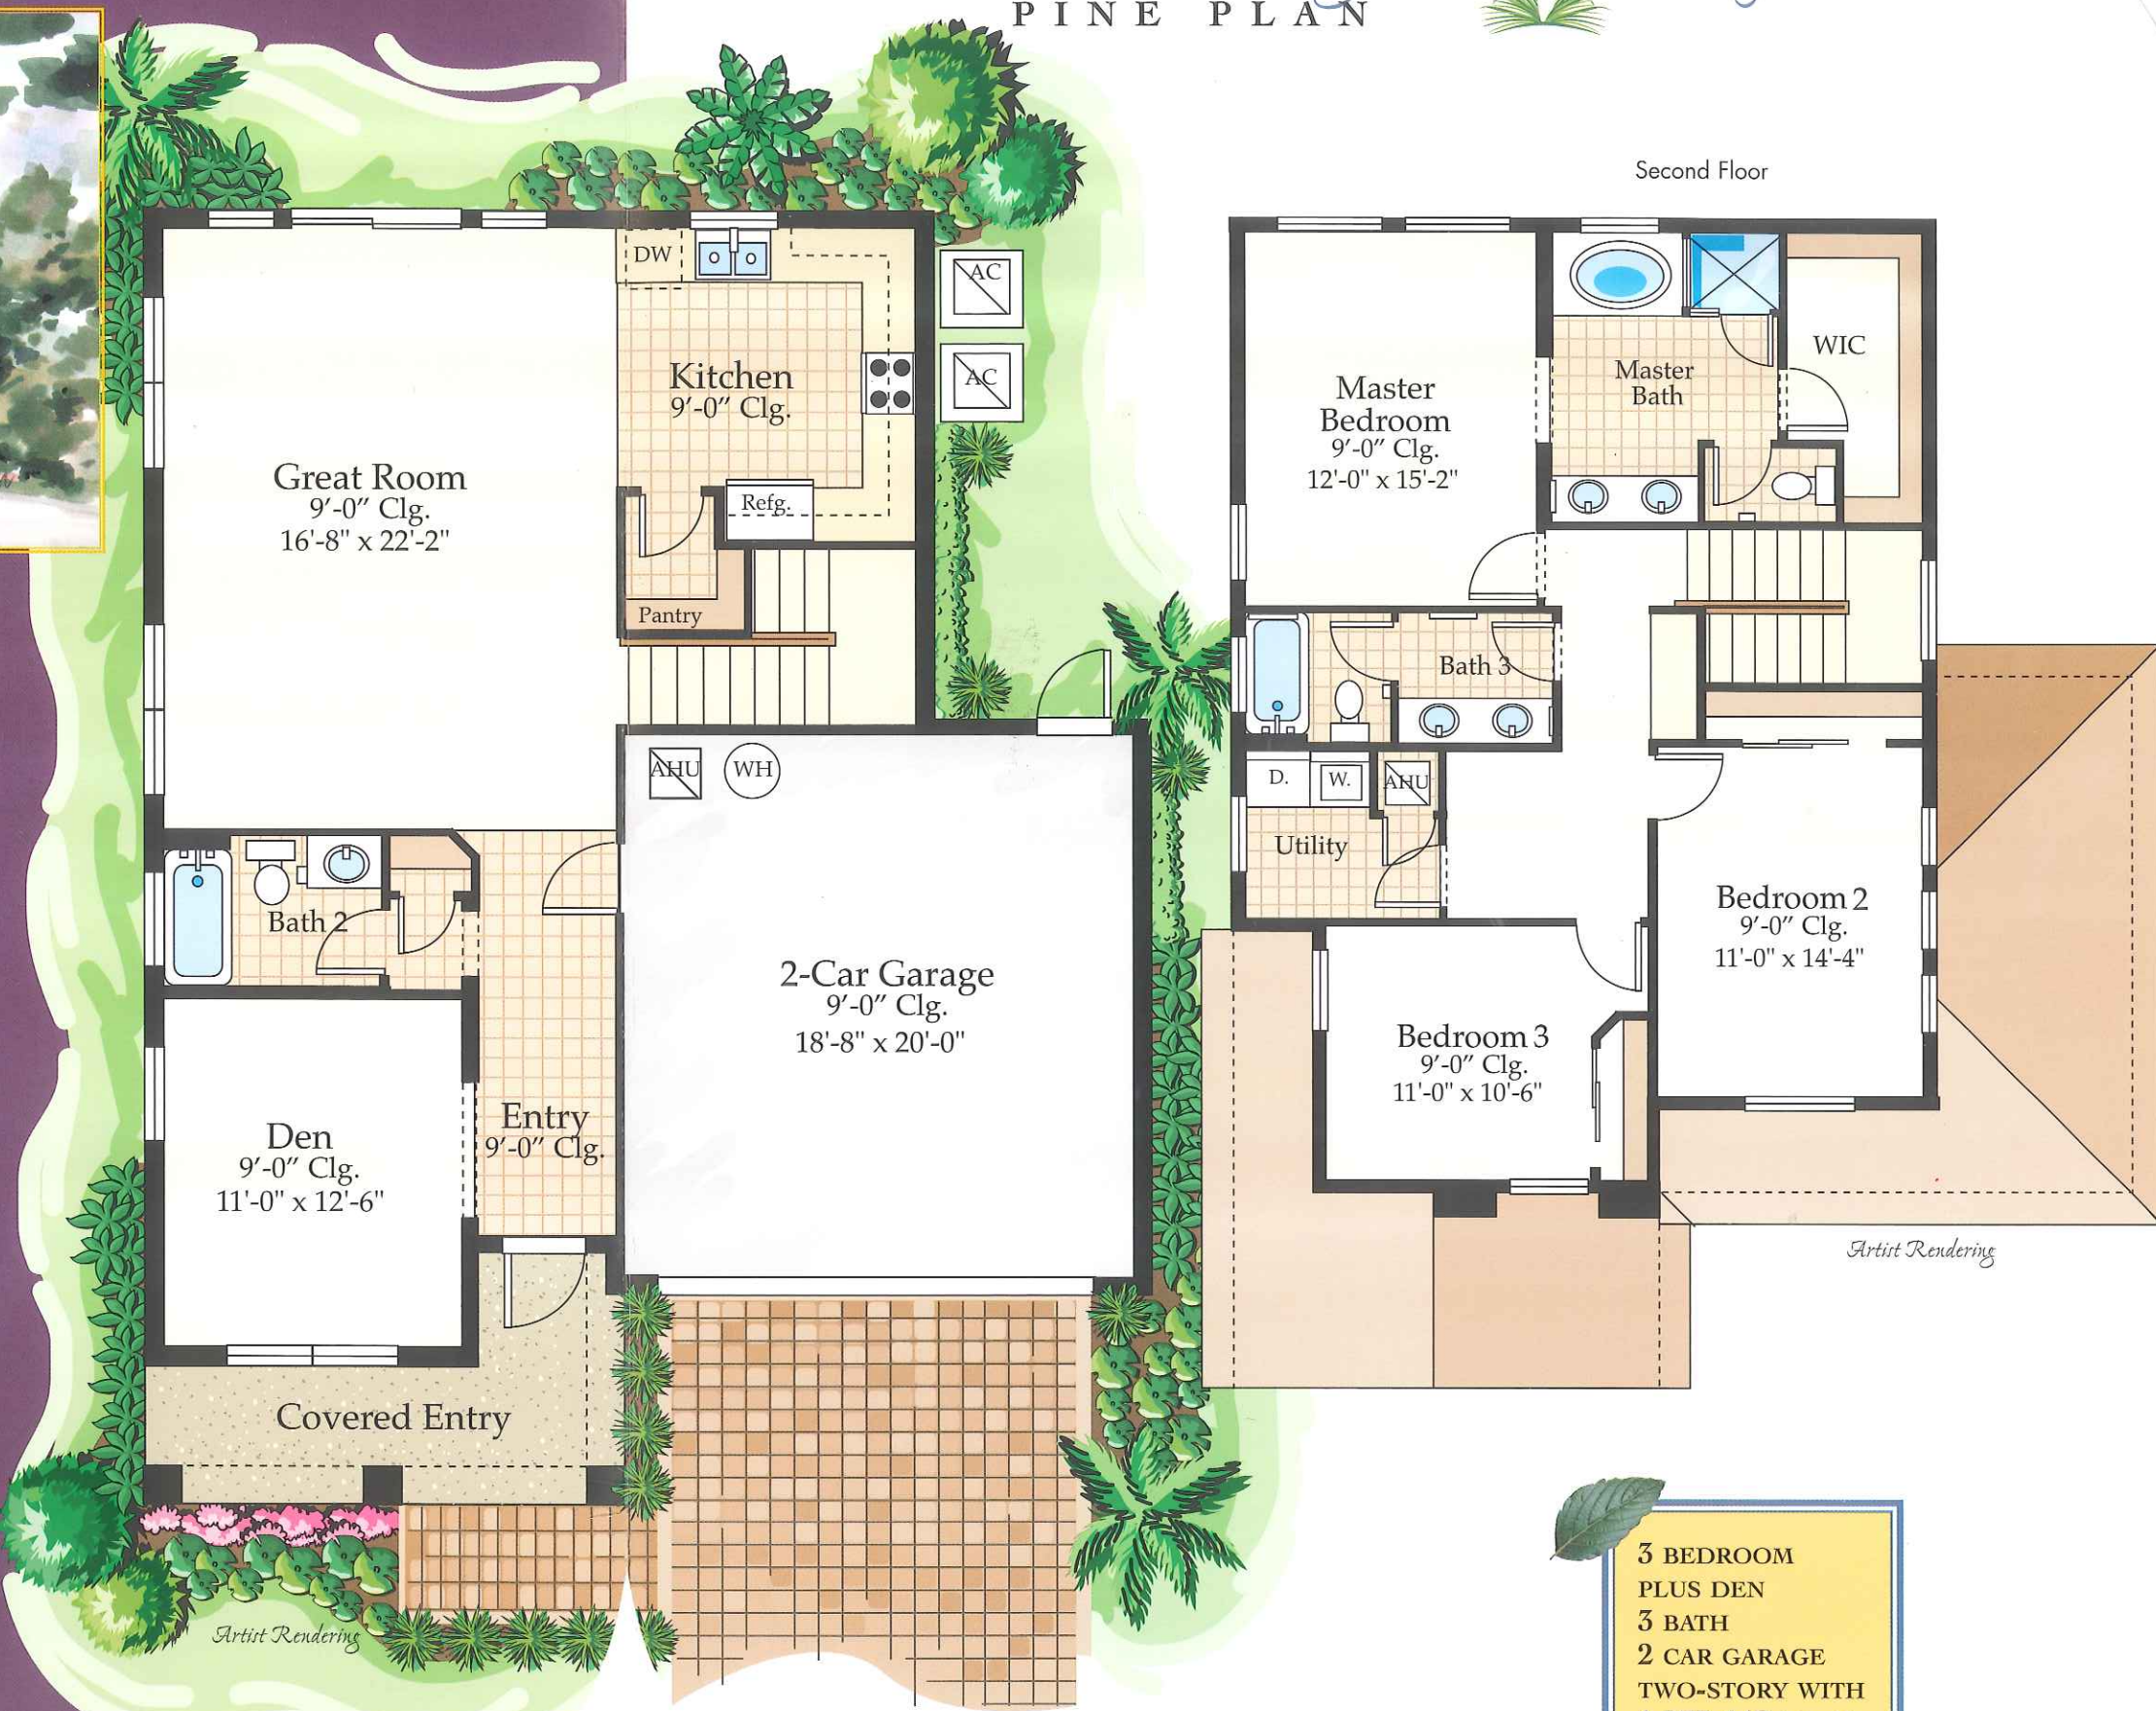 PINE PLAN
Second Floor
DW
AC
AC
Kitchen
9'-0" Clg.
Great Room
9'-0" Clg.
16'-8" x 22'-2"
Refg.
Pantry
AHU
WH
Bath 2
2-Car Garage
9'-0" Clg.
18'-8" x 20'-0"
Den
9'-0" Clg.
11'-0" x 12'-6"
Entry
9'-0" Clg.
Covered Entry
Artist Rendering
Master
Bedroom
9'-0" Clg.
12'-0" x 15'-2"
Master
Bath
WIC
Bath 3
D.
W.
AHU
Utility
Bedroom 2
9'-0" Clg.
11'-0" x 14'-4"
Bedroom 3
9'-0" Clg.
11'-0" x 10'-6"
Artist Rendering
3 BEDROOM
PLUS DEN
3 BATH
2 CAR GARAGE
TWO-STORY WITH